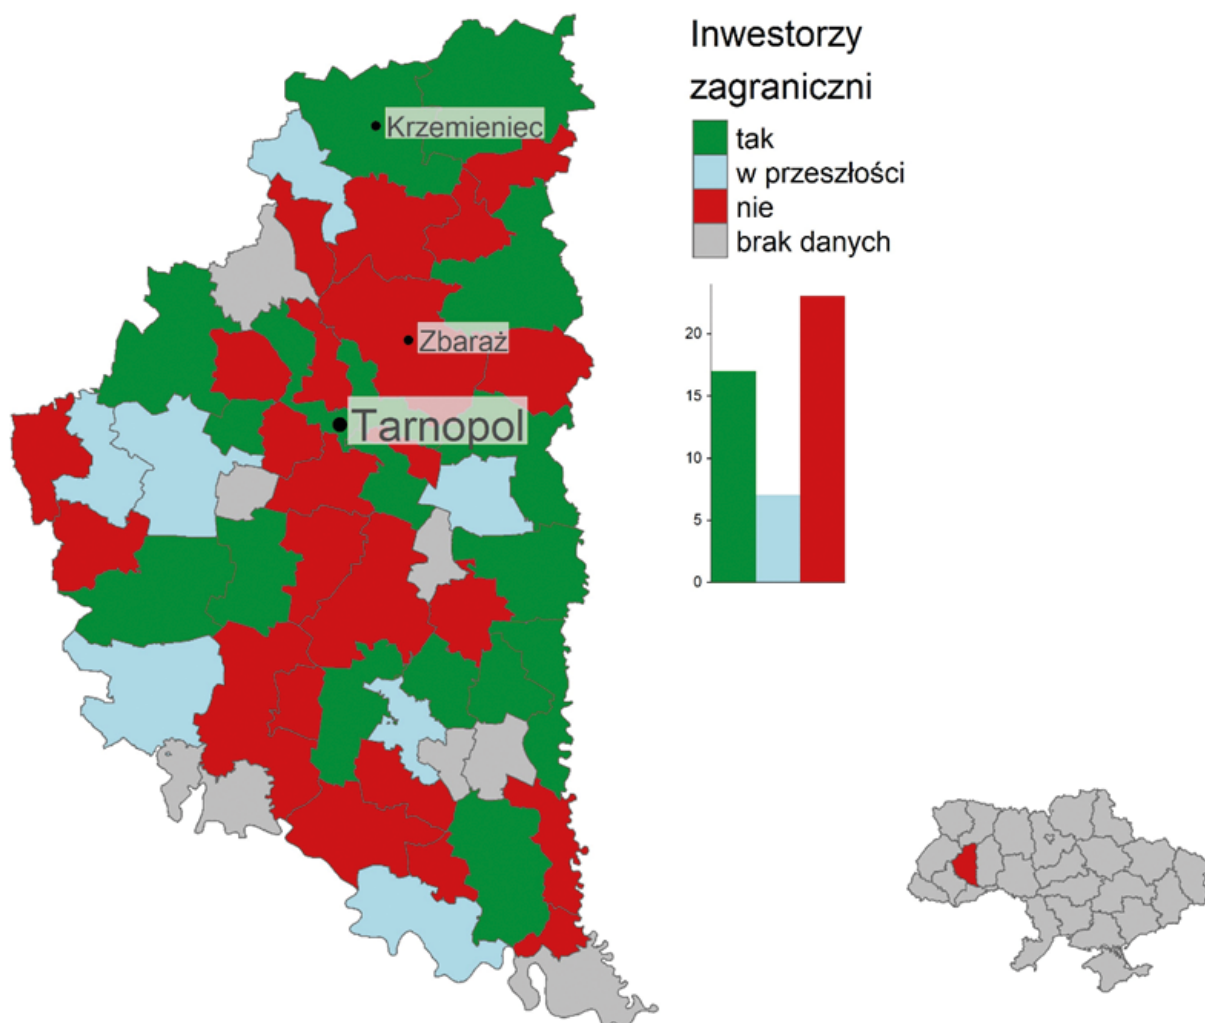 Inwestorzy
zagraniczni
tak
w przeszłości
nie
brak danych
Krzemieniec
Zbaraż
Tarnopol
20
15
10
5
0